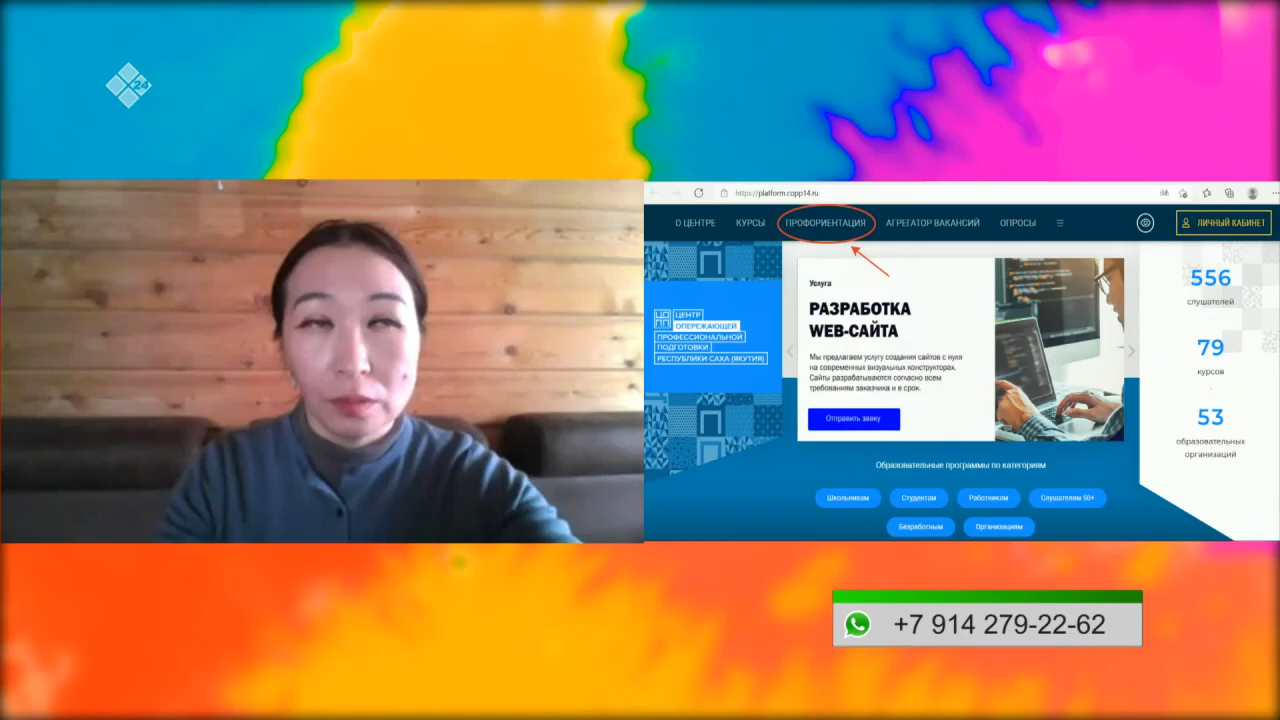 24
https://platform.copp14.ru
О ЦЕНТРЕ
КУРСЫ
ПРОФОРИЕНТАЦИЯ
АГРЕГАТОР ВАКАНСИЙ
ОПРОСЫ
ЛИЧНЫЙ КАБИНЕТ
ЦОПП
ЦЕНТР
ОПЕРЕЖАЮЩЕЙ
ПРОФЕССИОНАЛЬНОЙ
ПОДГОТОВКИ
РЕСПУБЛИКИ САХА (ЯКУТИЯ)
Услуга
РАЗРАБОТКА
WEB-САЙТА
Мы предлагаем услугу создания сайтов с нуля
на современных визуальных конструкторах.
Сайты разрабатываются согласно всем
требованиям заказчика и в срок.
Отправить завку
556
слушателей
79
курсов
53
образовательных
организаций
Образовательные программы по категориям
Школьникам
Студентам
Работникам
Слушателям 50+
Безработным
Организациям
+7 914 279-22-62